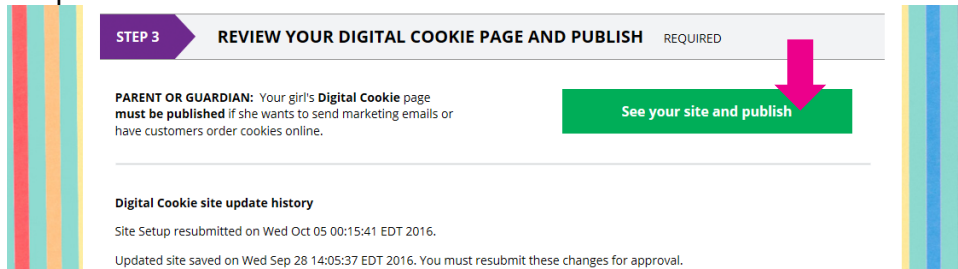 STEP 3 REVIEW YOUR DIGITAL COOKIE PAGE AND PUBLISH REQUIRED
PARENT OR GUARDIAN: Your girl's Digital Cookie page
must be published if she wants to send marketing emails or
have customers order cookies online.
See your site and publish
Digital Cookie site update history
Site Setup resubmitted on Wed Oct 05 00:15:41 EDT 2016.
Updated site saved on Wed Sep 28 14:05:37 EDT 2016. You must resubmit these changes for approval.